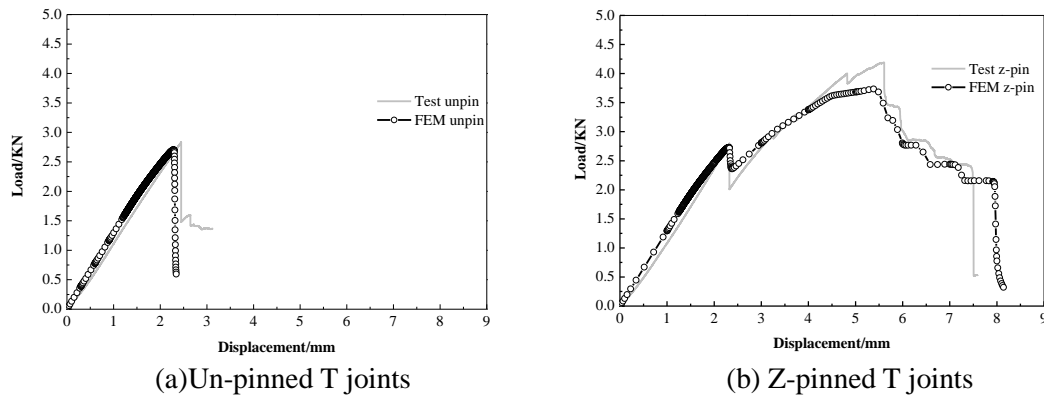 5.0
4.5
4.0
3.5
3.0
2.5
2.0
1.5
1.0
0.5
0.0
Load/KN
Test unpin
FEM unpin
0 1 2 3 4 5 6 7 8 9
Displacement/mm
(a)Un-pinned T joints
5.0
4.5
4.0
3.5
3.0
2.5
2.0
1.5
1.0
0.5
0.0
Load/KN
Test z-pin
FEM z-pin
0 1 2 3 4 5 6 7 8 9
Displacement/mm
(b) Z-pinned T joints